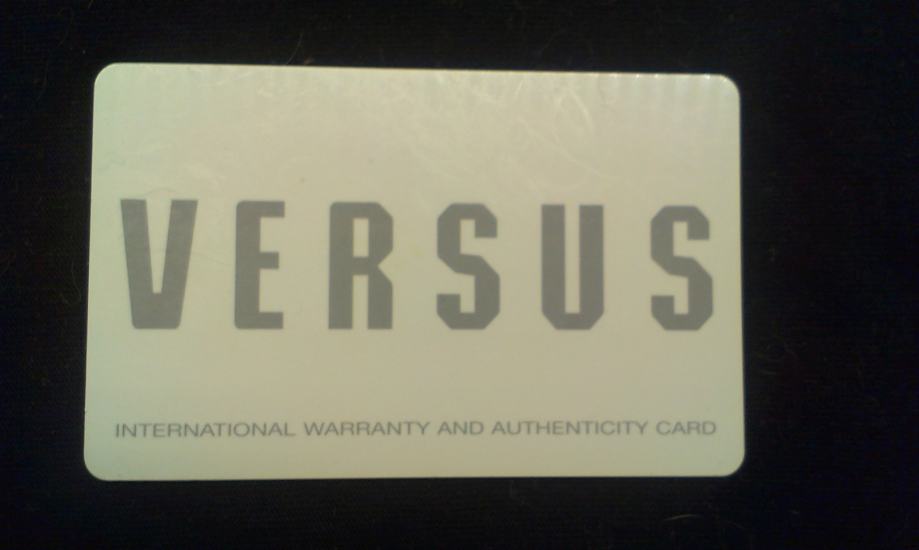 VERSUS
INTERNATIONAL WARRANTY AND AUTHENTICITY CARD